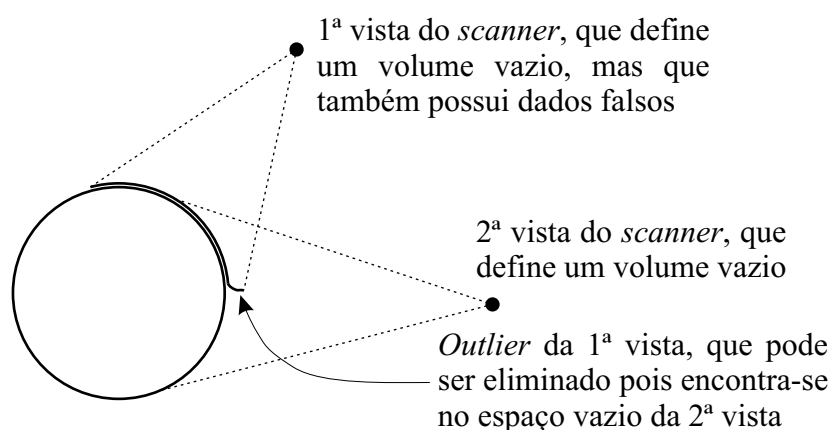 1ª vista do scanner, que define
um volume vazio, mas que
também possui dados falsos
2ª vista do scanner, que
define um volume vazio
Outlier da 1ª vista, que pode
ser eliminado pois encontra-se
no espaço vazio da 2ª vista